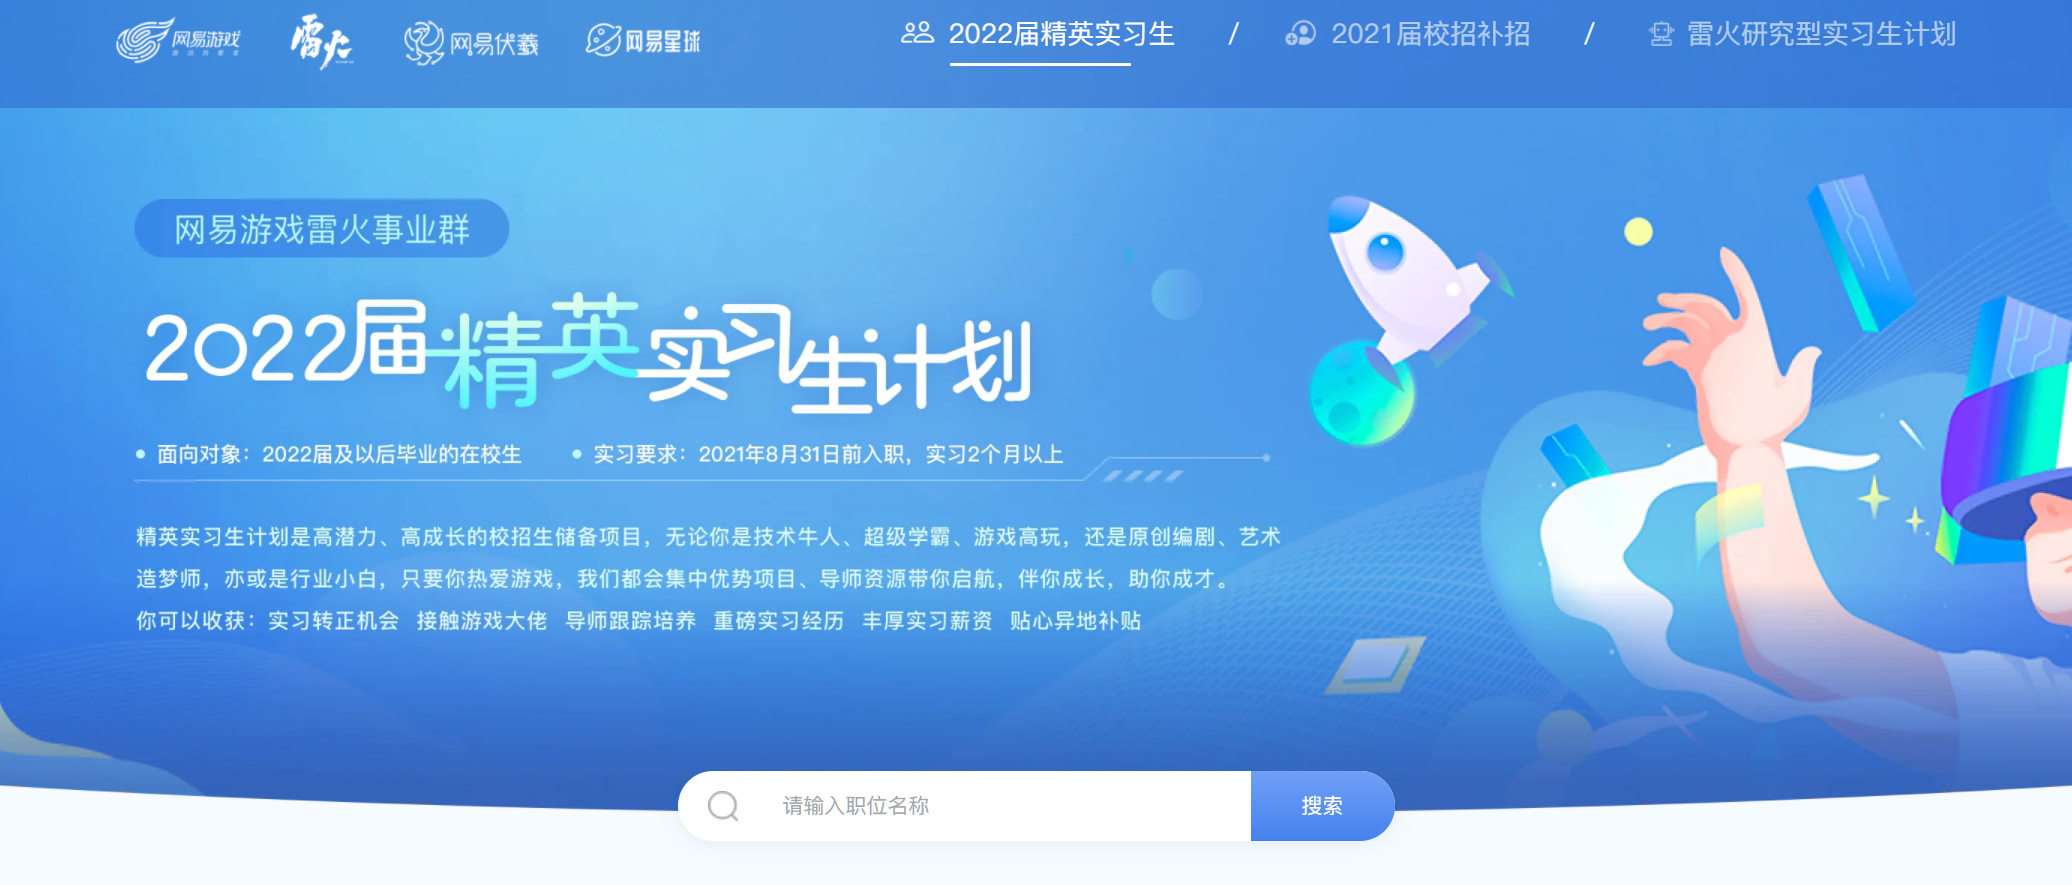 网易游戏 雷火 网易伏羲 网易星球 2022届精英实习生 / 2021届校招补招 / 雷火研究型实习生计划
网易游戏雷火事业群
2022届精英实习生计划
面向对象：2022届及以后毕业的在校生 实习要求：2021年8月31日前入职，实习2个月以上
精英实习生计划是高潜力、高成长的校招生储备项目，无论你是技术牛人、超级学霸、游戏高玩，还是原创编剧、艺术
造梦师，亦或是行业小白，只要你热爱游戏，我们都会集中优势项目、导师资源带你启航，伴你成长，助你成才。
你可以收获：实习转正机会 接触游戏大佬 导师跟踪培养 重磅实习经历 丰厚实习薪资 贴心异地补贴
请输入职位名称 搜索